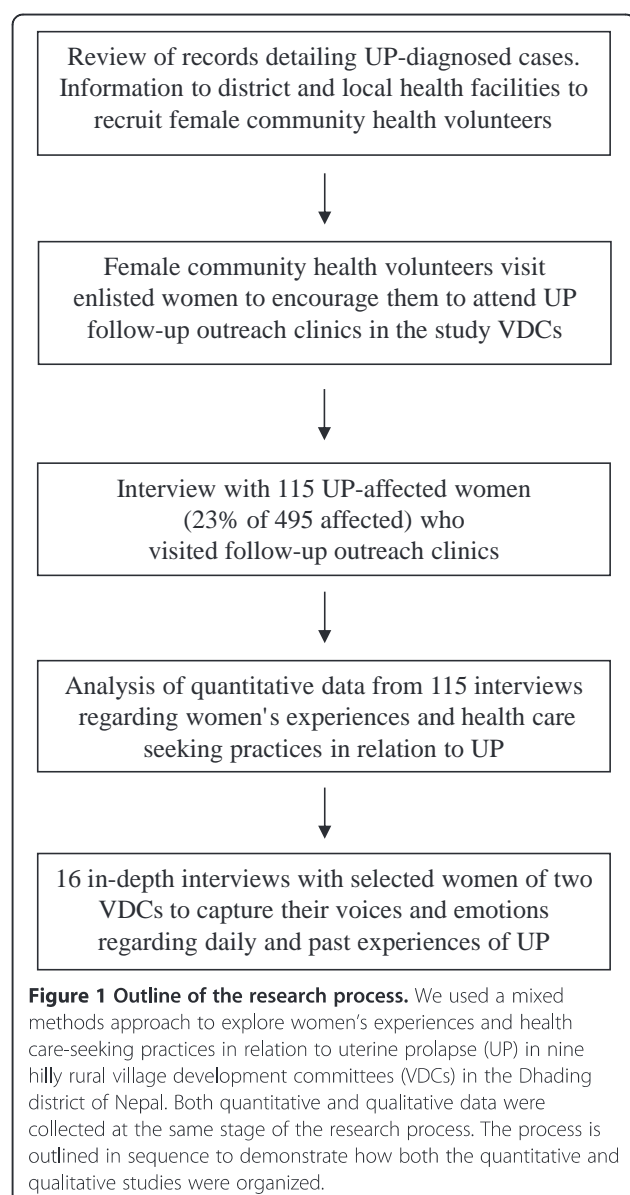 Review of records detailing UP-diagnosed cases.
Information to district and local health facilities to
recruit female community health volunteers
Female community health volunteers visit
enlisted women to encourage them to attend UP
follow-up outreach clinics in the study VDCs
Interview with 115 UP-affected women
(23% of 495 affected) who
visited follow-up outreach clinics
Analysis of quantitative data from 115 interviews
regarding women's experiences and health care
seeking practices in relation to UP
16 in-depth interviews with selected women of two
VDCs to capture their voices and emotions
regarding daily and past experiences of UP
Figure 1 Outline of the research process. We used a mixed
methods approach to explore women's experiences and health
care-seeking practices in relation to uterine prolapse (UP) in nine
hilly rural village development committees (VDCs) in the Dhading
district of Nepal. Both quantitative and qualitative data were
collected at the same stage of the research process. The process is
outlined in sequence to demonstrate how both the quantitative and
qualitative studies were organized.